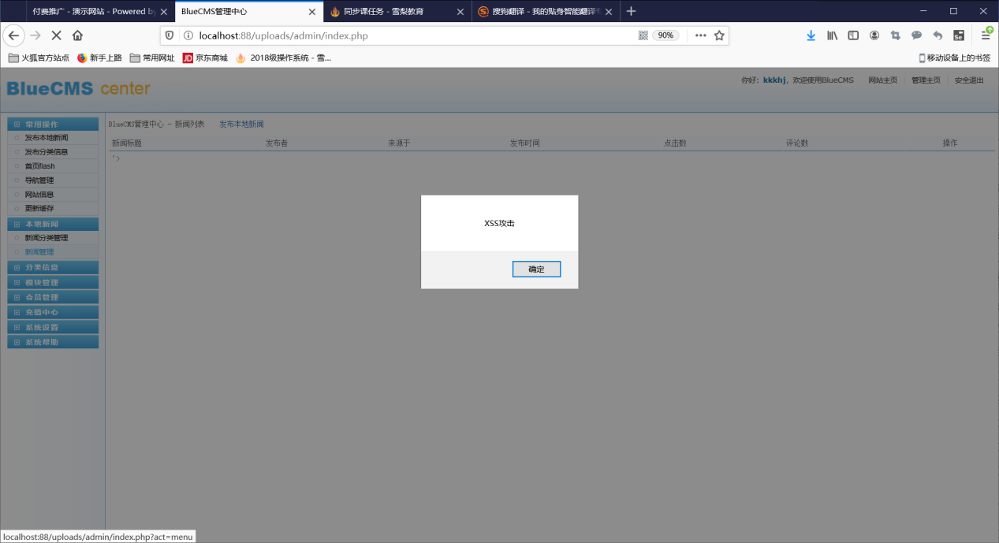 付费推广 - 演示网站 - Powered by
BlueCMS管理中心
同步课任务 - 雪梨教育
搜狗翻译 - 我的贴身智能翻译
localhost:88/uploads/admin/index.php
90%
火狐官方站点
新手上路
常用网址
JD 京东商城
2018级操作系统 - 雪...
移动设备上的书签
BlueCMS center
你好：kkkhj，欢迎使用BlueCMS 网站主页 管理主页 安全退出
常用操作
发布本地新闻
发布分类信息
首页flash
导航管理
网站信息
更新缓存
本地新闻
新闻分类管理
新闻管理
分类信息
模块管理
会员管理
充值中心
系统设置
系统帮助
BlueCMS管理中心 - 新闻列表 发布本地新闻
新闻标题 发布者 来源于 发布时间 点击数 评论数 操作
'>
XSS攻击
确定
localhost:88/uploads/admin/index.php?act=menu